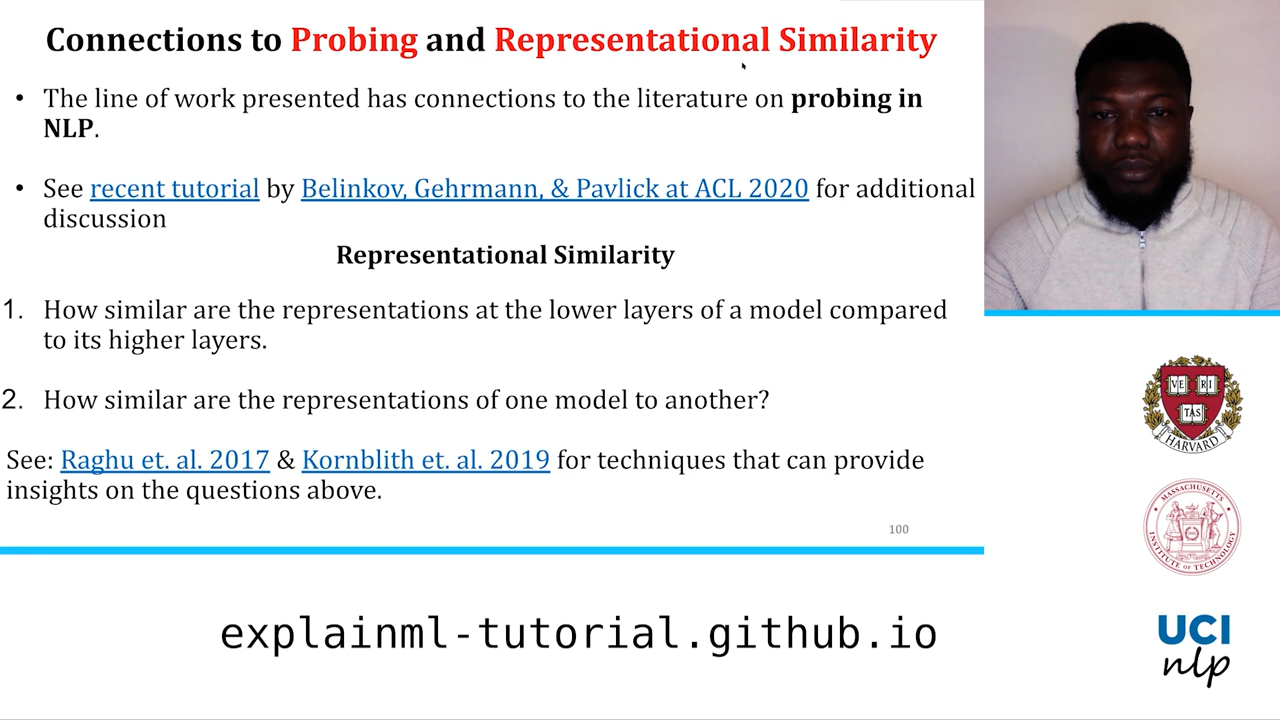 Connections to Probing and Representational Similarity
• The line of work presented has connections to the literature on probing in
NLP.
• See recent tutorial by Belinkov, Gehrmann, & Pavlick at ACL 2020 for additional
discussion
Representational Similarity
1. How similar are the representations at the lower layers of a model compared
to its higher layers.
2. How similar are the representations of one model to another?
See: Raghu et. al. 2017 & Kornblith et. al. 2019 for techniques that can provide
insights on the questions above.
100
explainml-tutorial.github.io
VE RI
TAS
HARVARD
MASSACHUSETTS
INSTITUTE OF TECHNOLOGY
UCI
nlp